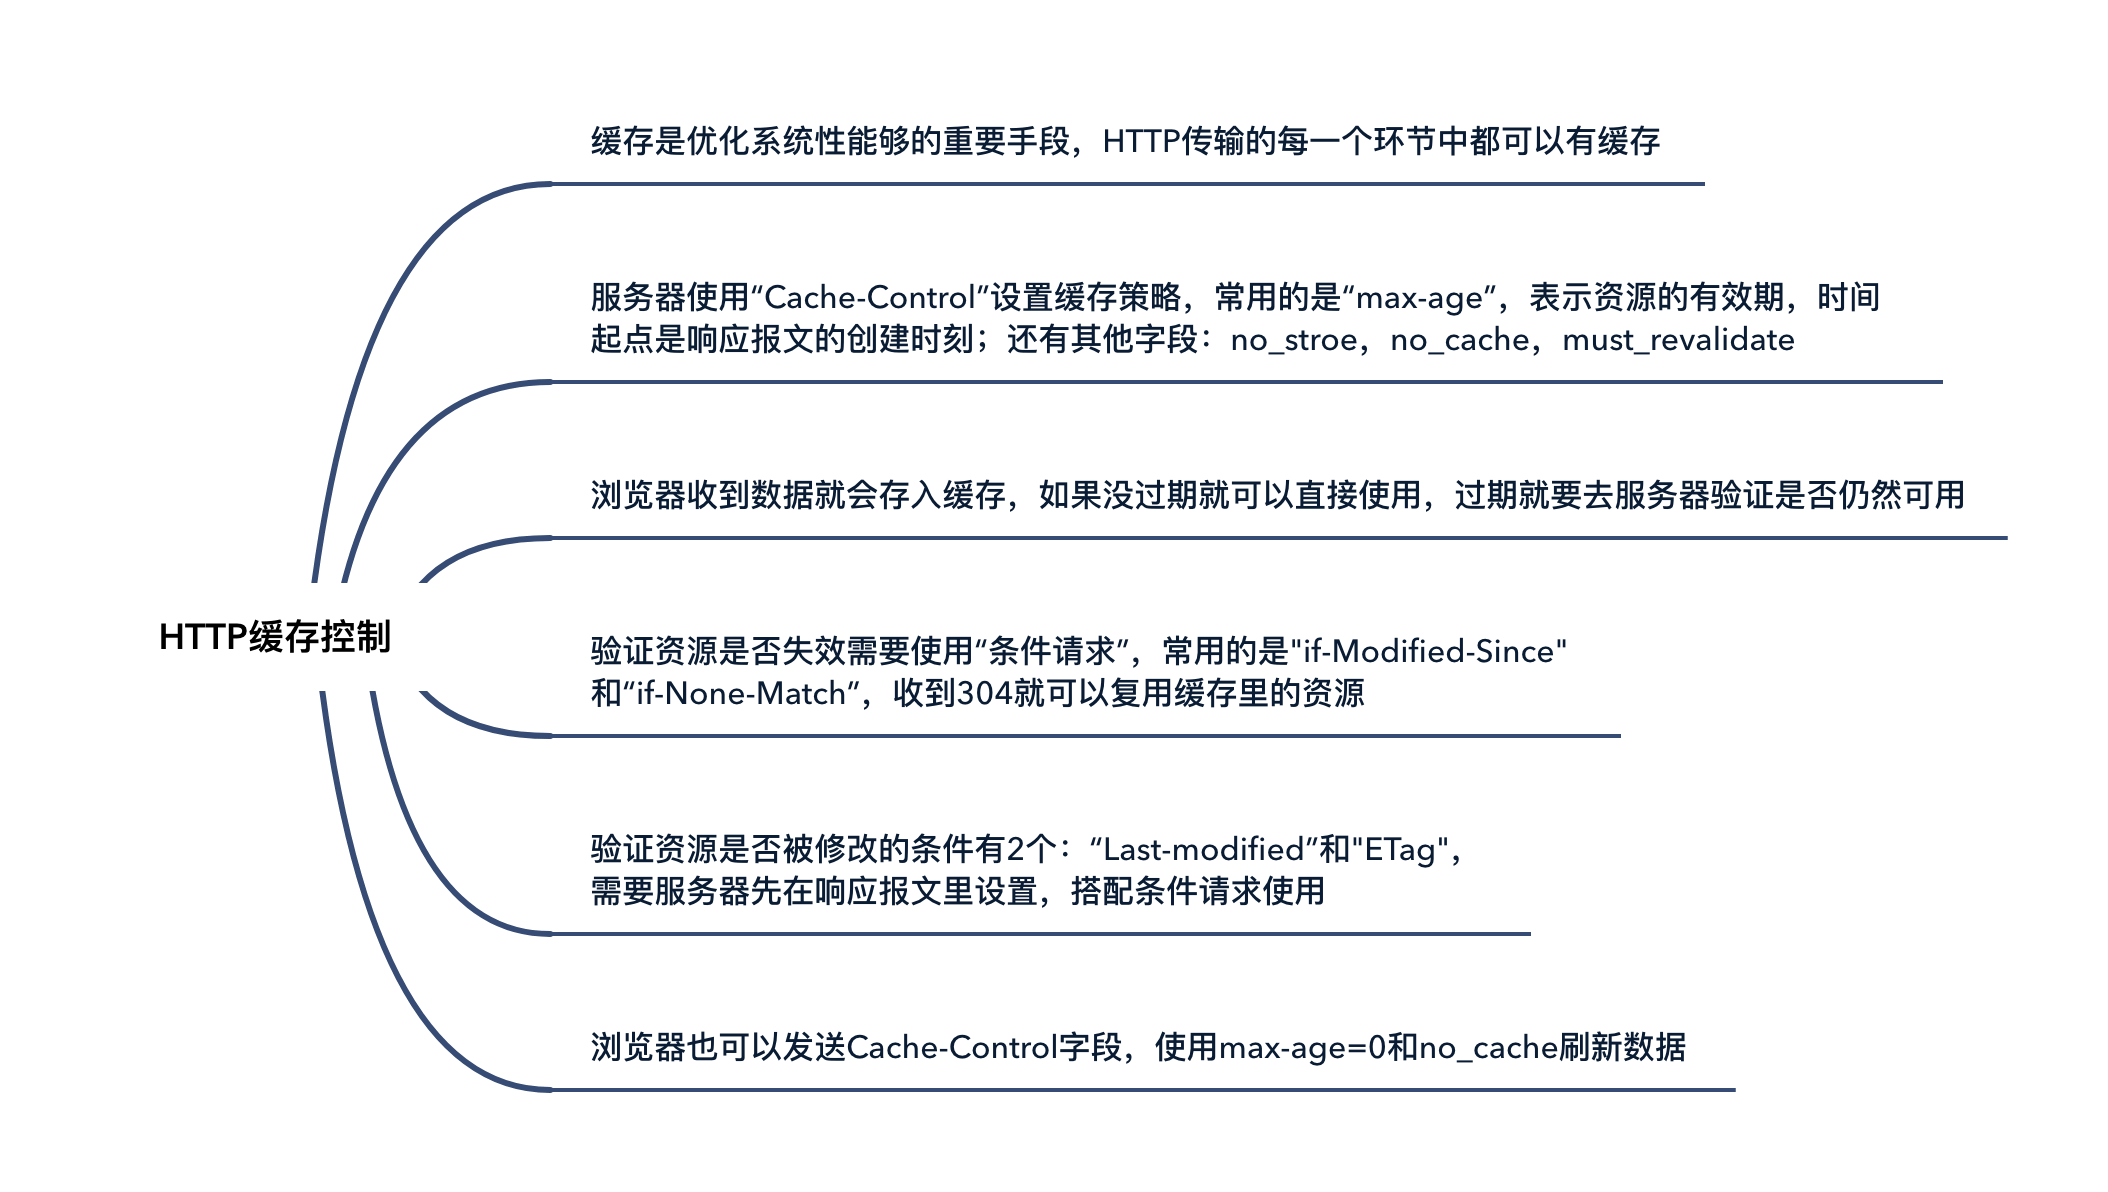 缓存是优化系统性能够的重要手段，HTTP传输的每一个环节中都可以有缓存
服务器使用“Cache-Control”设置缓存策略，常用的是“max-age”，表示资源的有效期，时间
起点是响应报文的创建时刻；还有其他字段：no_stroe，no_cache，must_revalidate
浏览器收到数据就会存入缓存，如果没过期就可以直接使用，过期就要去服务器验证是否仍然可用
HTTP缓存控制
验证资源是否失效需要使用“条件请求”，常用的是"if-Modified-Since"
和“if-None-Match”，收到304就可以复用缓存里的资源
验证资源是否被修改的条件有2个：“Last-modified”和"ETag"，
需要服务器先在响应报文里设置，搭配条件请求使用
浏览器也可以发送Cache-Control字段，使用max-age=0和no_cache刷新数据